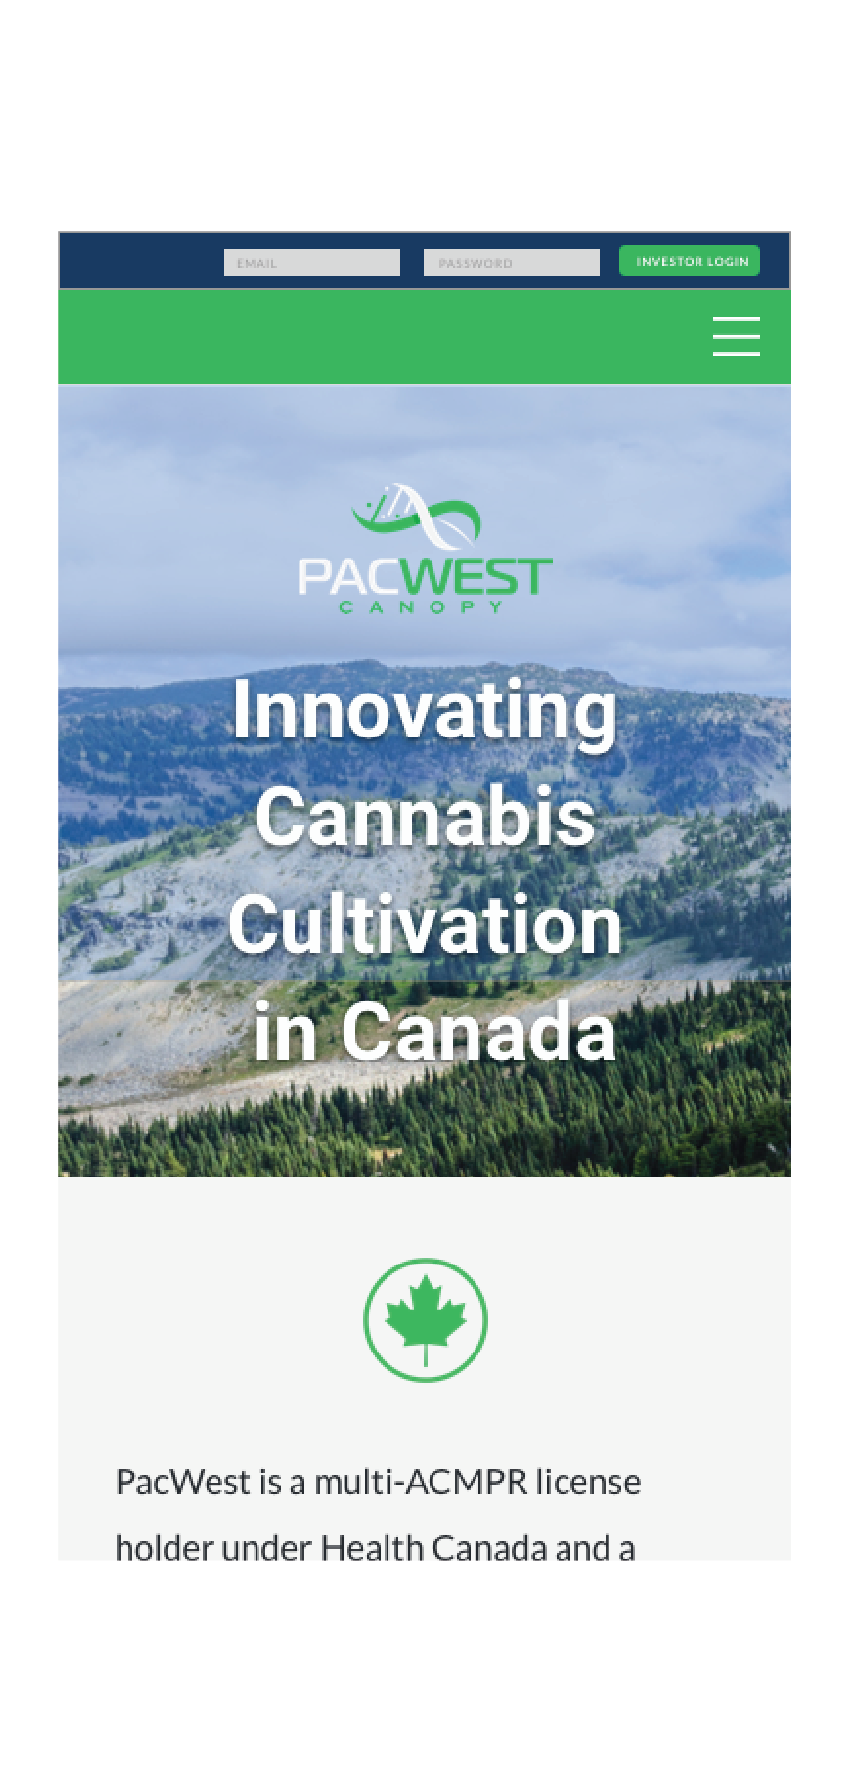 EMAIL PASSWORD INVESTOR LOGIN
PACWEST
CANOPY
Innovating
Cannabis
Cultivation
in Canada
PacWest is a multi-ACMPR license
holder under Health Canada and a